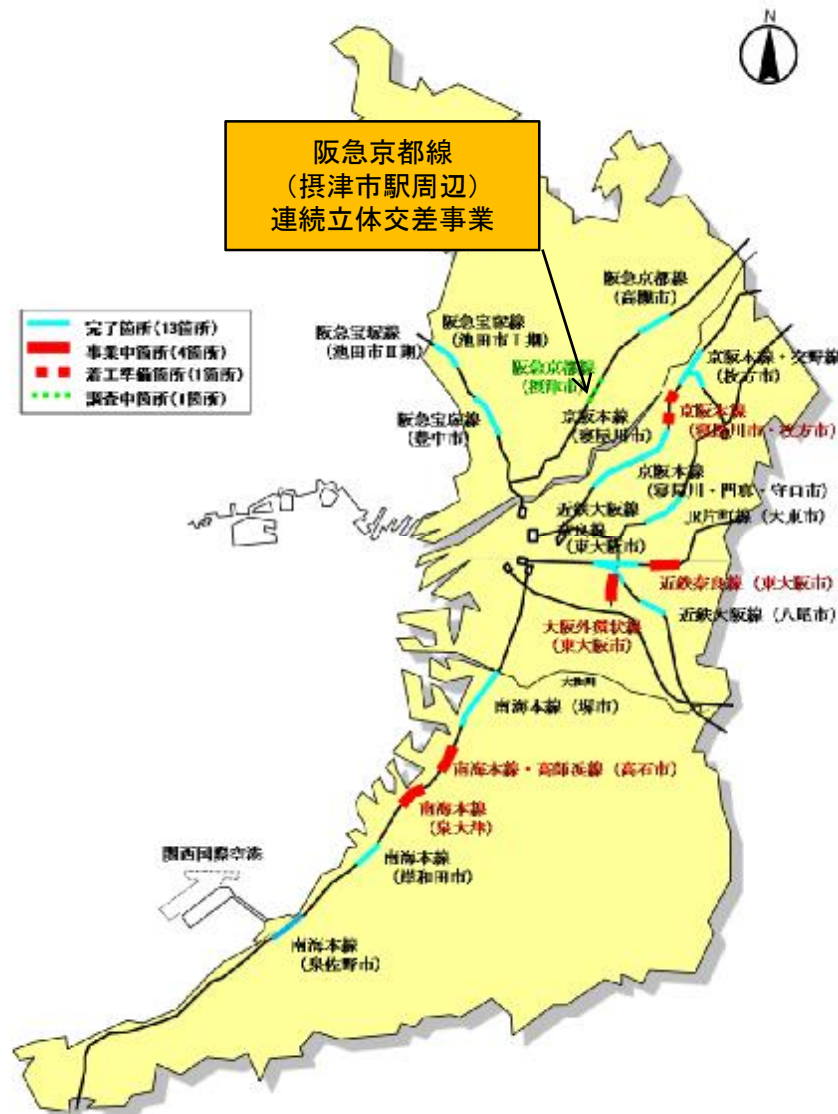 N
阪急京都線
（摂津市駅周辺）
連続立体交差事業
阪急京都線
（高槻市）
完了箇所（13箇所）
事業中箇所（4箇所）
着工準備箇所（1箇所）
調査中箇所（1箇所）
阪急宝塚線
（池田市Ⅱ期）
阪急宝塚線
（池田市Ⅰ期）
阪急京都線
（摂津市）
京阪本線・交野線
（枚方市）
阪急宝塚線
（豊中市）
京阪本線
（寝屋川市）
京阪本線
（寝屋川市・枚方市）
京阪本線
（寝屋川・門真・守口市）
近鉄大阪線
奈良線
（東大阪市）
JR片町線（大東市）
近鉄奈良線（東大阪市）
近鉄大阪線（八尾市）
大阪外環状線
（東大阪市）
大和川
南海本線（堺市）
南海本線・高師浜線（高石市）
南海本線
（泉大津）
関西国際空港
南海本線
（岸和田市）
南海本線
（泉佐野市）